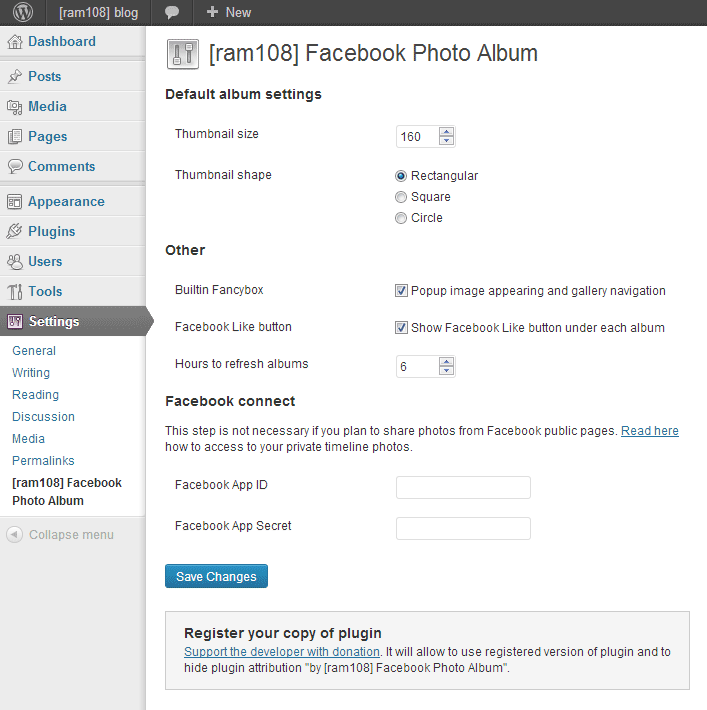 [ram108] blog
New
Dashboard
Posts
Media
Pages
Comments
Appearance
Plugins
Users
Tools
Settings
General
Writing
Reading
Discussion
Media
Permalinks
[ram108] Facebook
Photo Album
Collapse menu
[ram108] Facebook Photo Album
Default album settings
Thumbnail size
160
Thumbnail shape
Rectangular
Square
Circle
Other
Builtin Fancybox
Popup image appearing and gallery navigation
Facebook Like button
Show Facebook Like button under each album
Hours to refresh albums
6
Facebook connect
This step is not necessary if you plan to share photos from Facebook public pages. Read here
how to access to your private timeline photos.
Facebook App ID
Facebook App Secret
Save Changes
Register your copy of plugin
Support the developer with donation. It will allow to use registered version of plugin and to
hide plugin attribution "by [ram108] Facebook Photo Album".